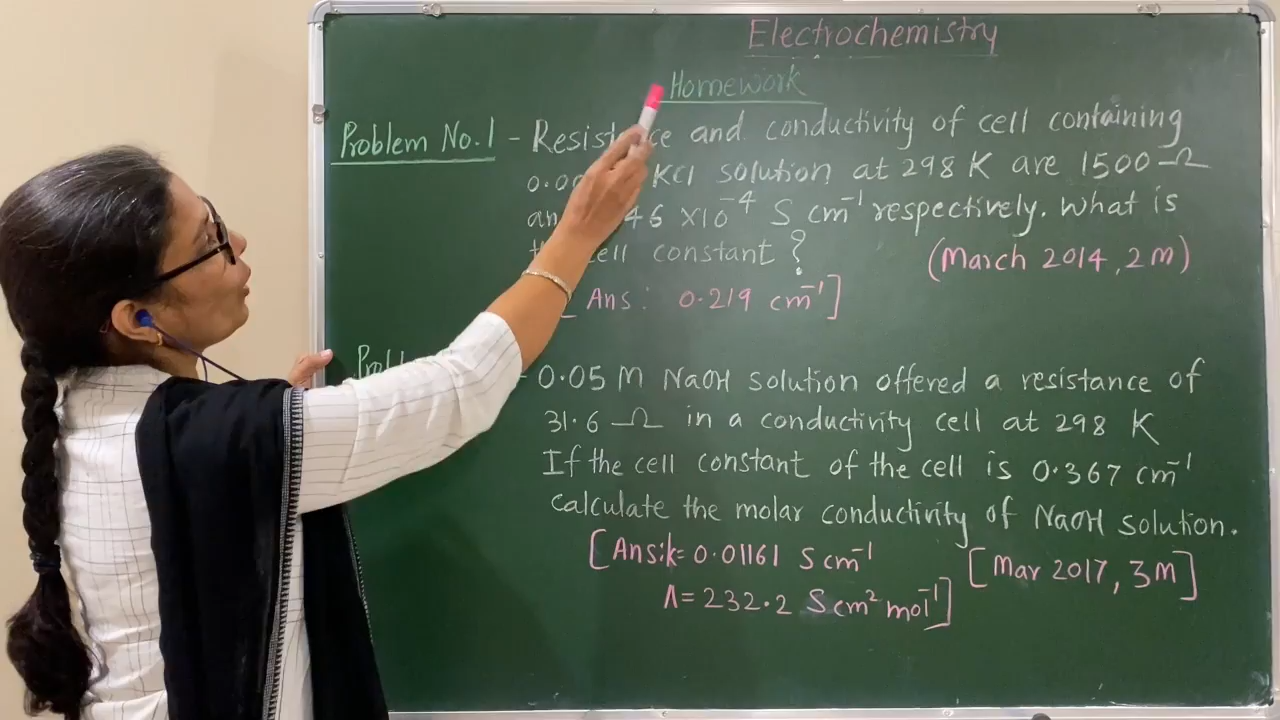 Electrochemistry
Homework
Problem No.1 - Resistance and conductivity of cell containing
KCl solution at 298 K are 1500 Ω
46 x10⁻⁴ S cm⁻¹ respectively. What is
cell constant?
(March 2014, 2M)
[Ans: 0.219 cm⁻¹]
- 0.05 M NaOH solution offered a resistance of
31.6 Ω in a conductivity cell at 298 K
If the cell constant of the cell is 0.367 cm⁻¹
calculate the molar conductivity of NaOH solution.
[Ans:k= 0.01161 S cm⁻¹
[Mar 2017, 3M]
Λ= 232.2 S cm² mol⁻¹]